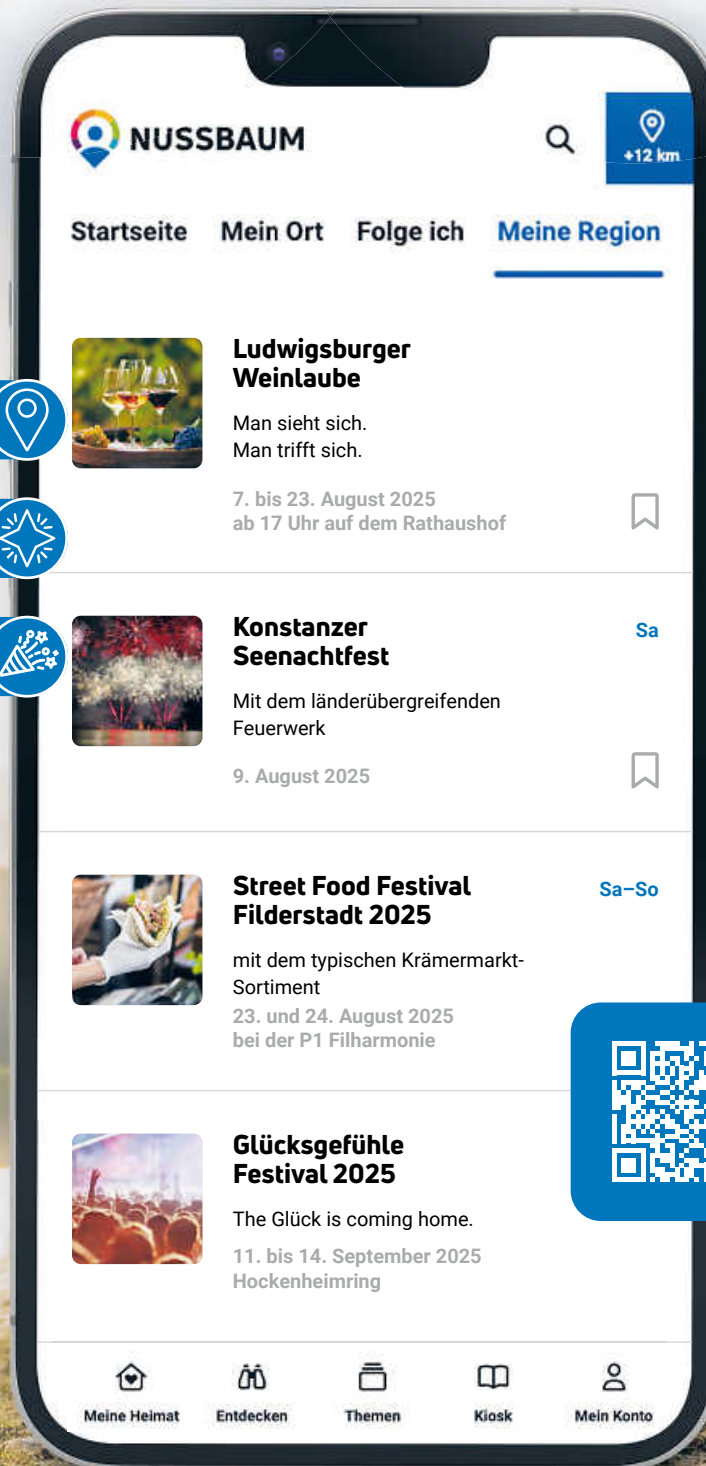 NUSSBAUM
+12 km
Startseite Mein Ort Folge ich Meine Region
Ludwigsburger
Weinlaube
Man sieht sich.
Man trifft sich.
7. bis 23. August 2025
ab 17 Uhr auf dem Rathaushof
Konstanzer
Seenachtfest
Sa
Mit dem länderübergreifenden
Feuerwerk
9. August 2025
Street Food Festival
Filderstadt 2025
Sa–So
mit dem typischen Krämermarkt-
Sortiment
23. und 24. August 2025
bei der P1 Filharmonie
Glücksgefühle
Festival 2025
The Glück is coming home.
11. bis 14. September 2025
Hockenheimring
Meine Heimat Entdecken Themen Kiosk Mein Konto